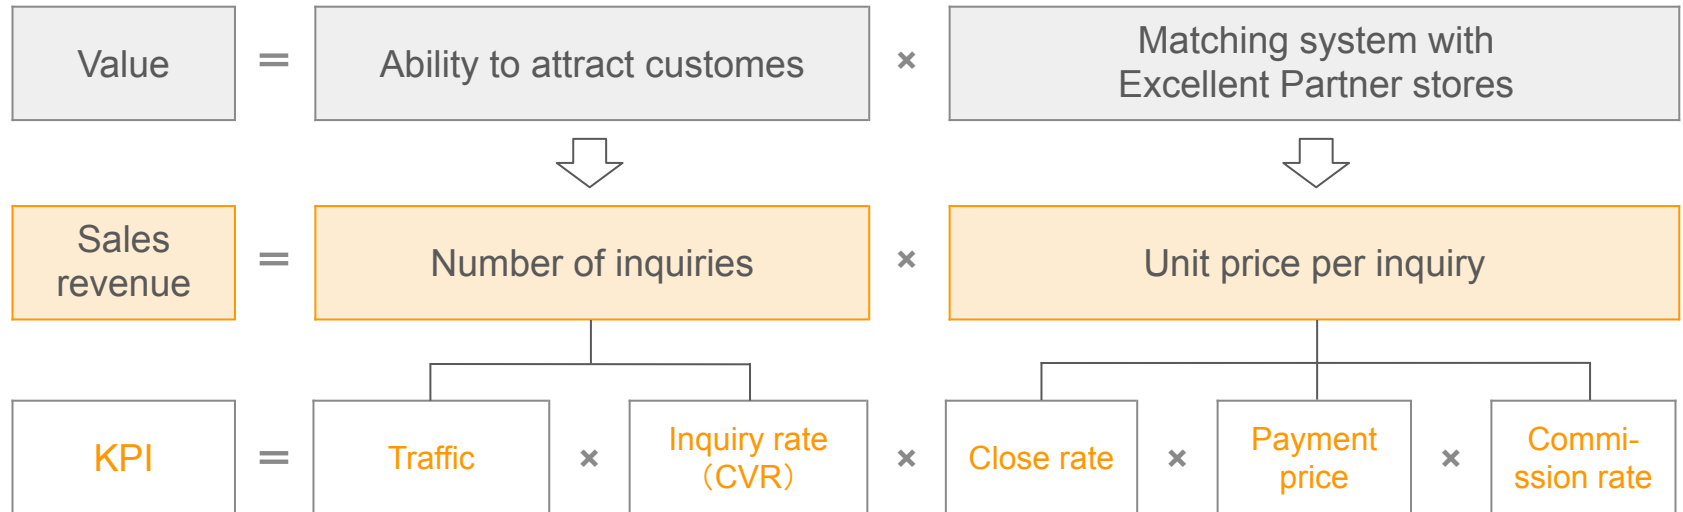 Value
=
Ability to attract customes
×
Matching system with
Excellent Partner stores
Sales
revenue
=
Number of inquiries
×
Unit price per inquiry
KPI
=
Traffic
×
Inquiry rate
（CVR）
×
Close rate
×
Payment
price
×
Commi-
ssion rate